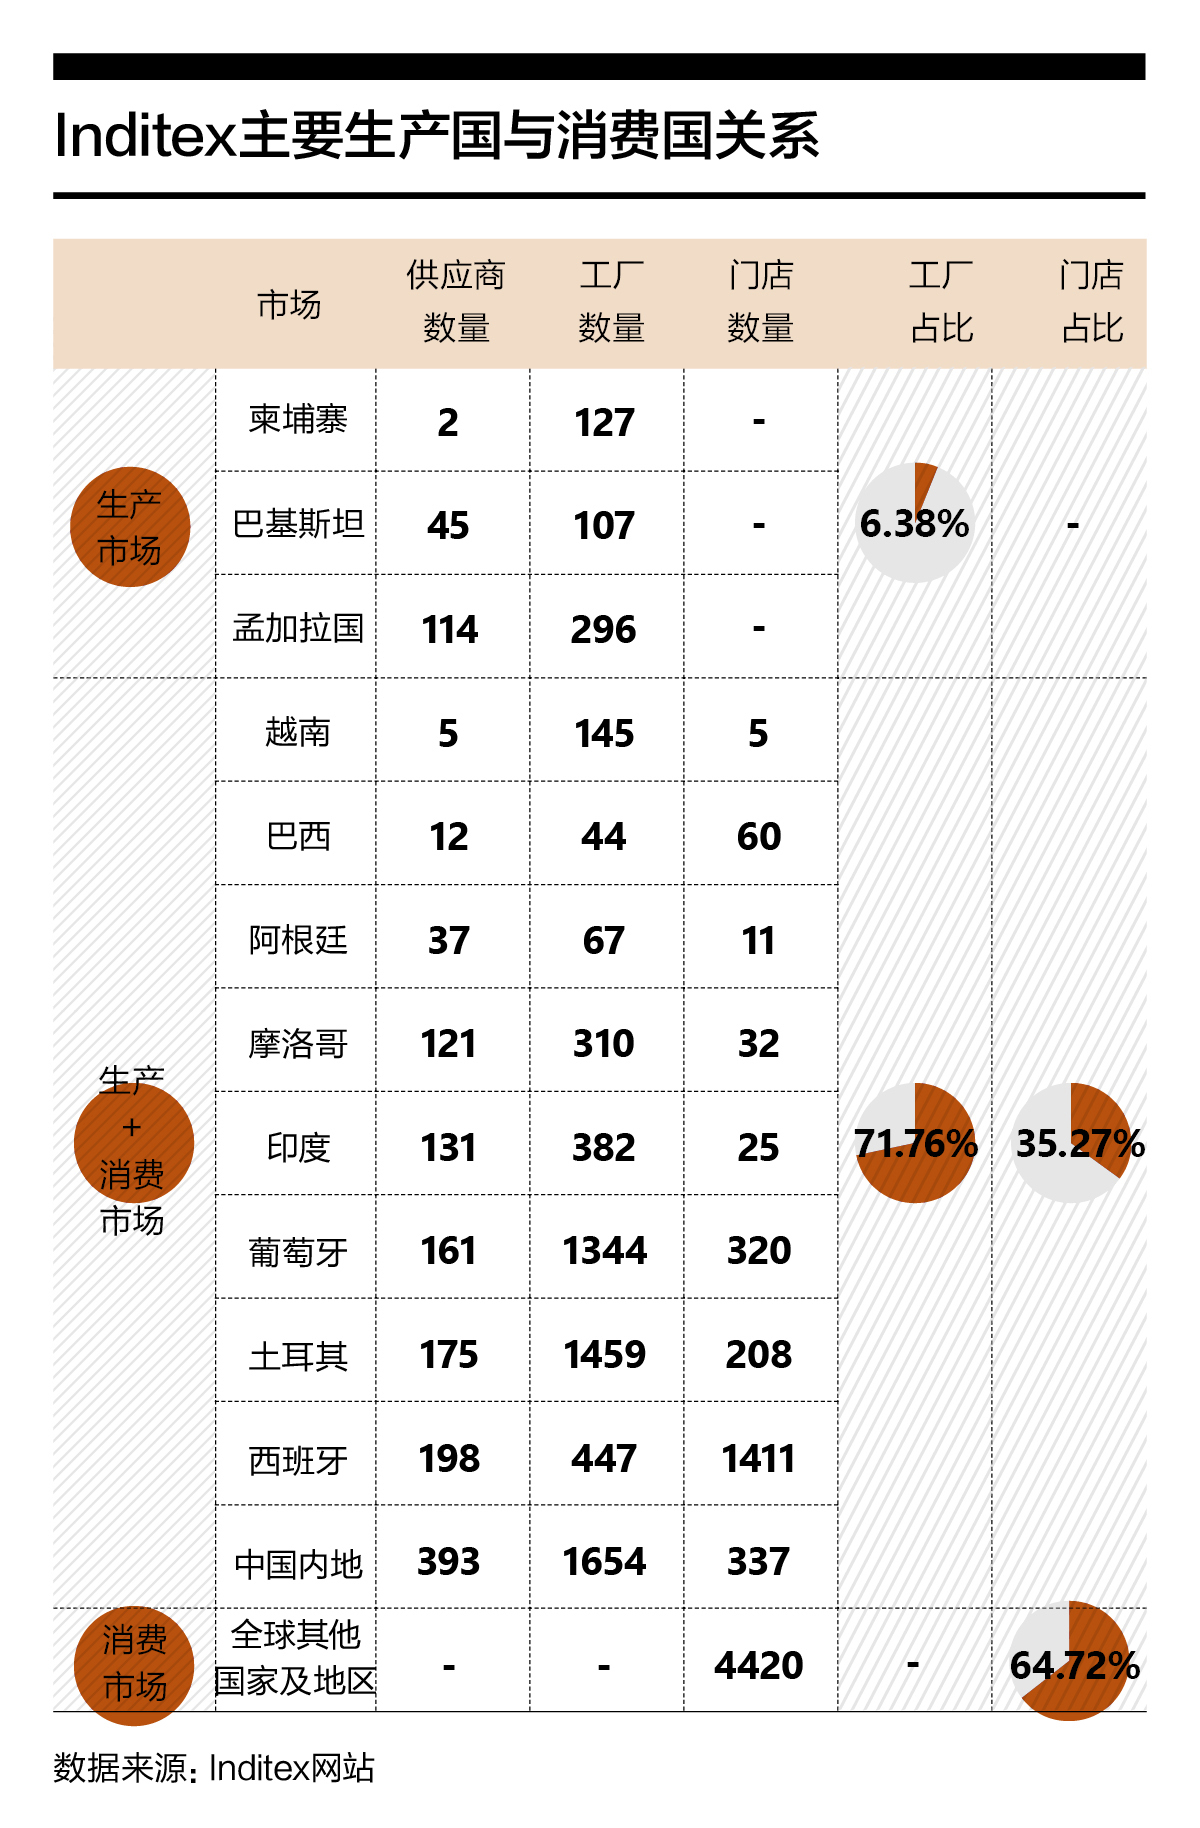 Inditex主要生产国与消费国关系
市场 供应商数量 工厂数量 门店数量 工厂占比 门店占比
生产市场
柬埔寨 2 127 -
巴基斯坦 45 107 - 6.38% -
孟加拉国 114 296 -
生产+消费市场
越南 5 145 5
巴西 12 44 60
阿根廷 37 67 11
摩洛哥 121 310 32
印度 131 382 25 71.76% 35.27%
葡萄牙 161 1344 320
土耳其 175 1459 208
西班牙 198 447 1411
中国内地 393 1654 337
消费市场
全球其他国家及地区 - - 4420 - 64.72%
数据来源：Inditex网站